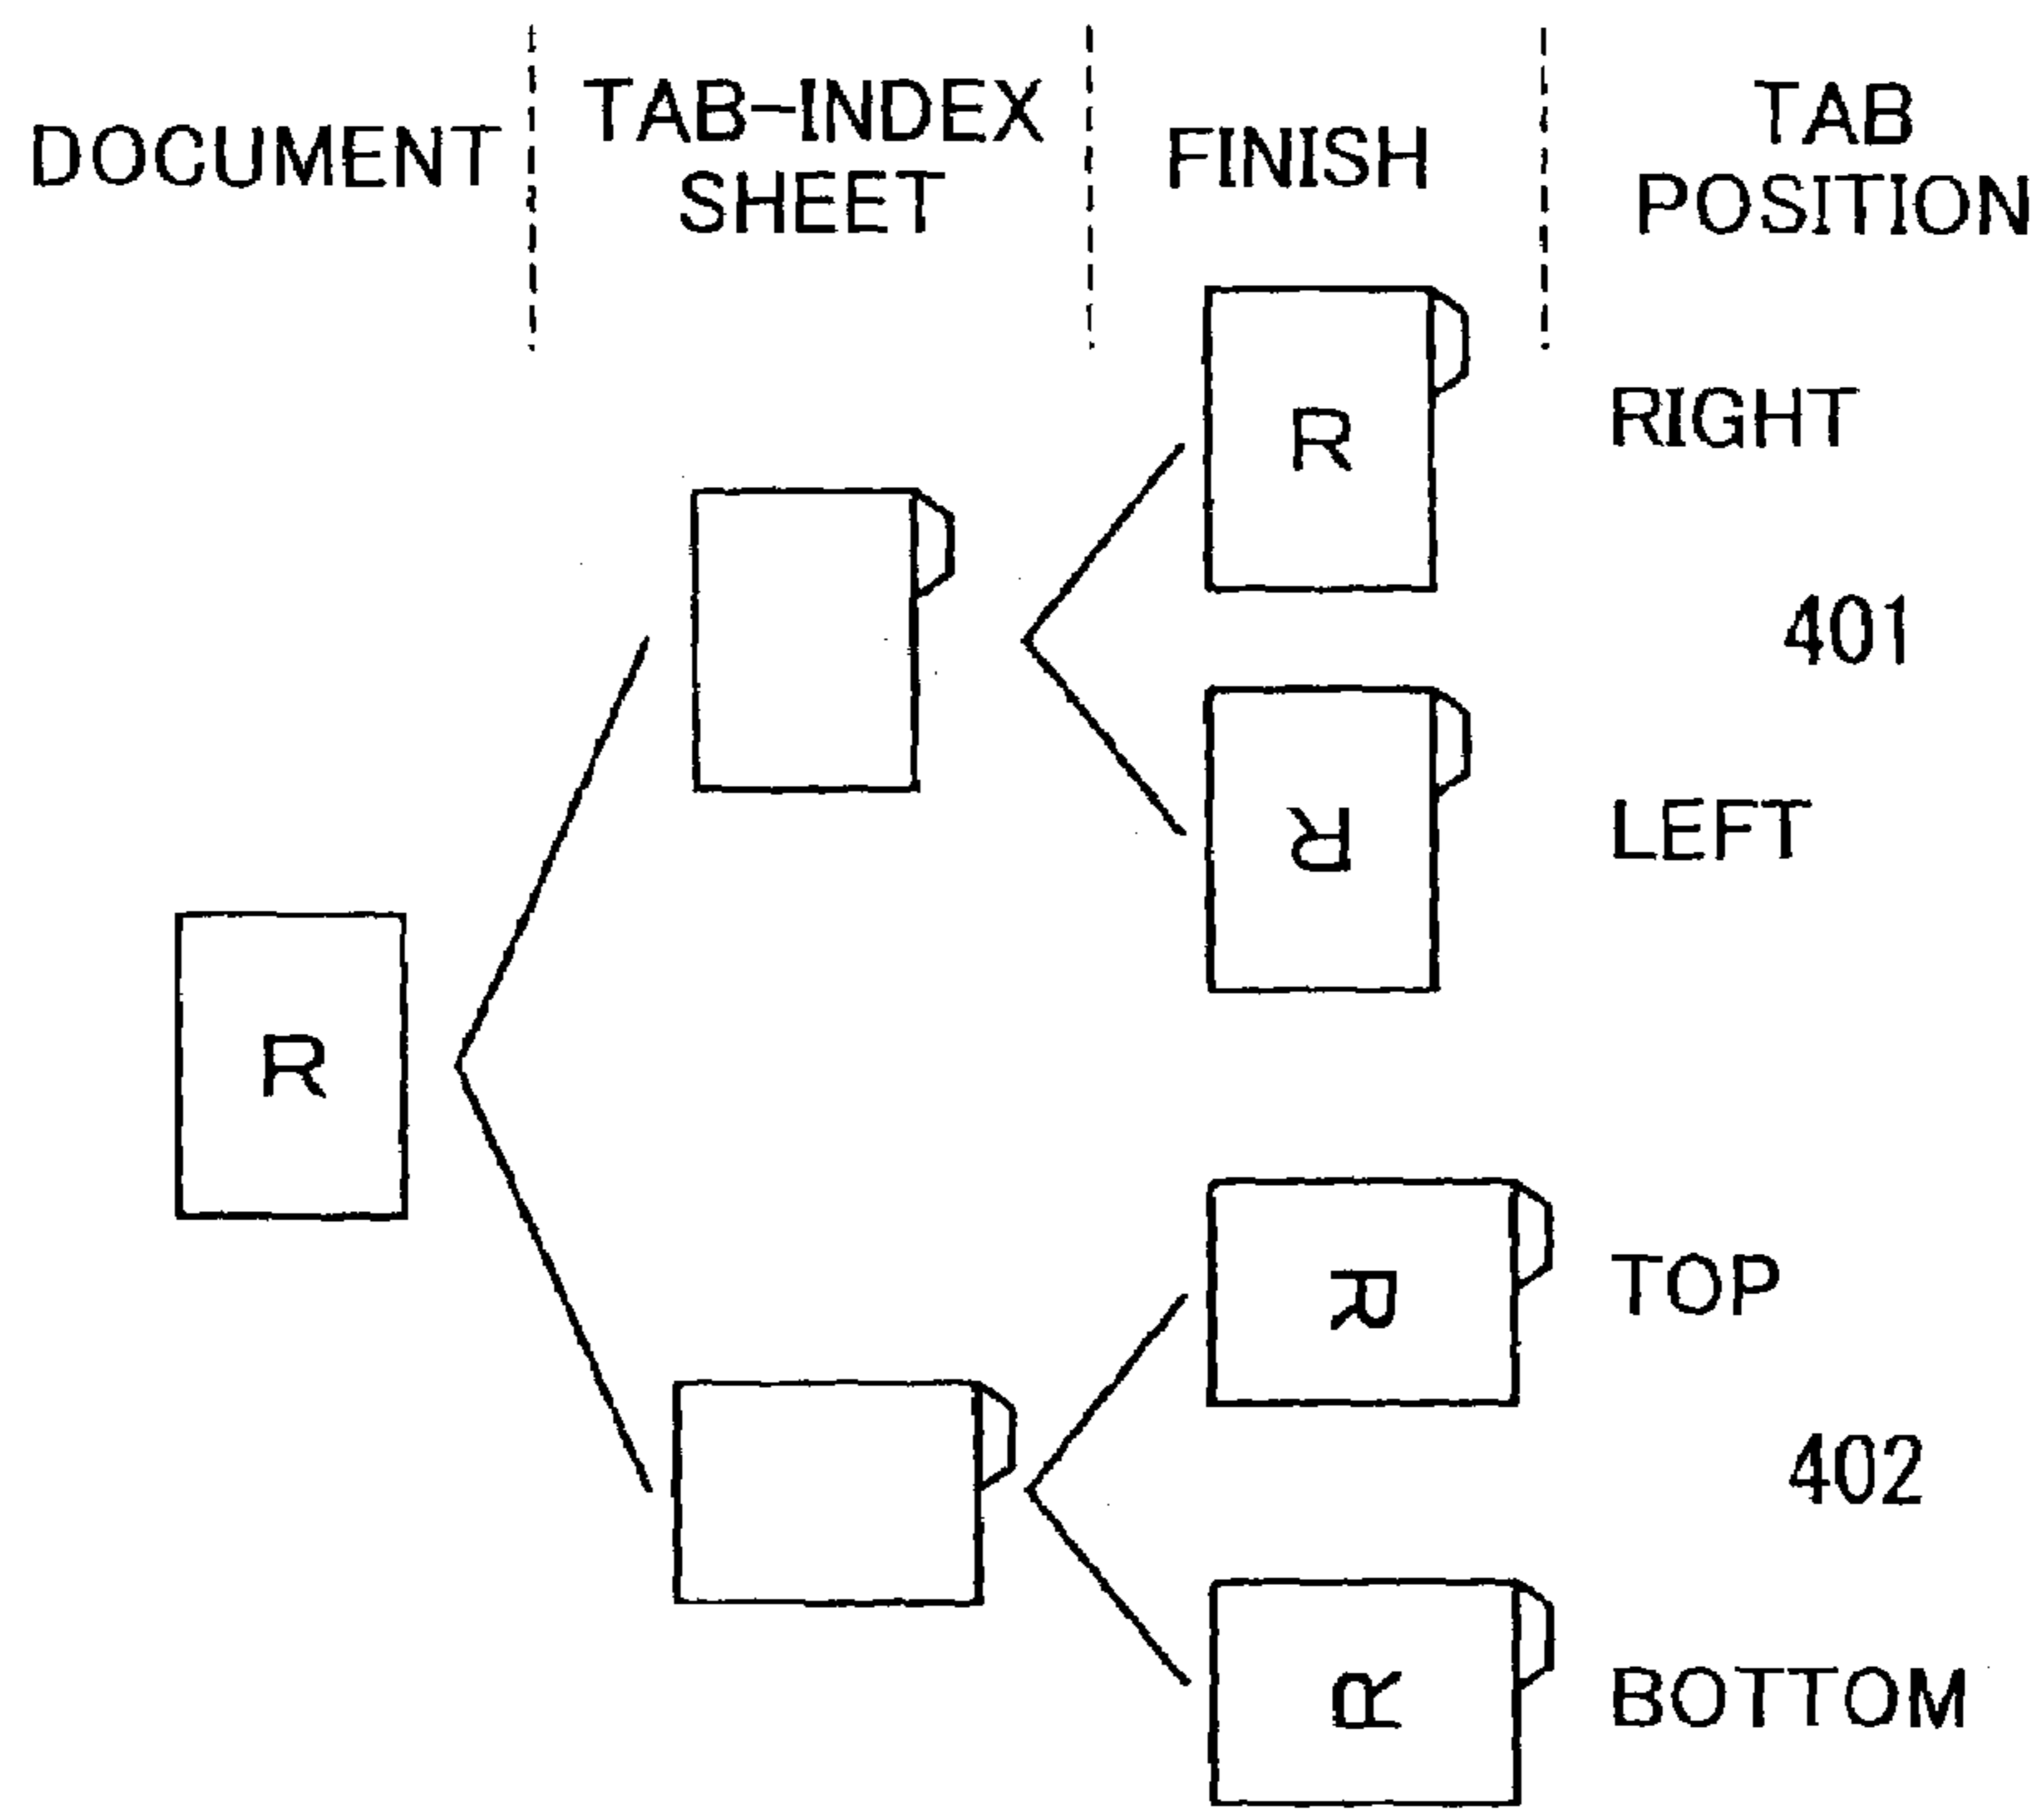 DOCUMENT
TAB-INDEX
SHEET
FINISH
TAB
POSITION
R
RIGHT
401
R
LEFT
R
R
TOP
402
R
BOTTOM